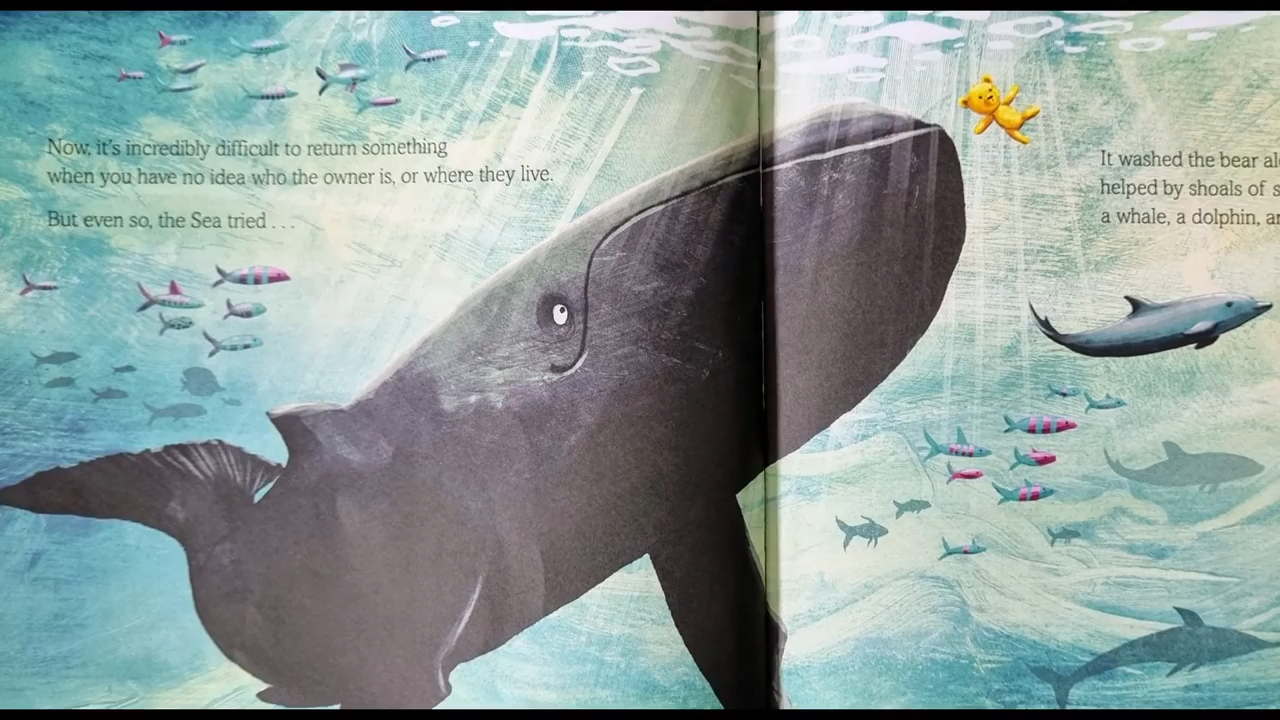 Now, it's incredibly difficult to return something
when you have no idea who the owner is, or where they live.
But even so, the Sea tried . . .
It washed the bear
helped by shoals of
a whale, a dolphin,